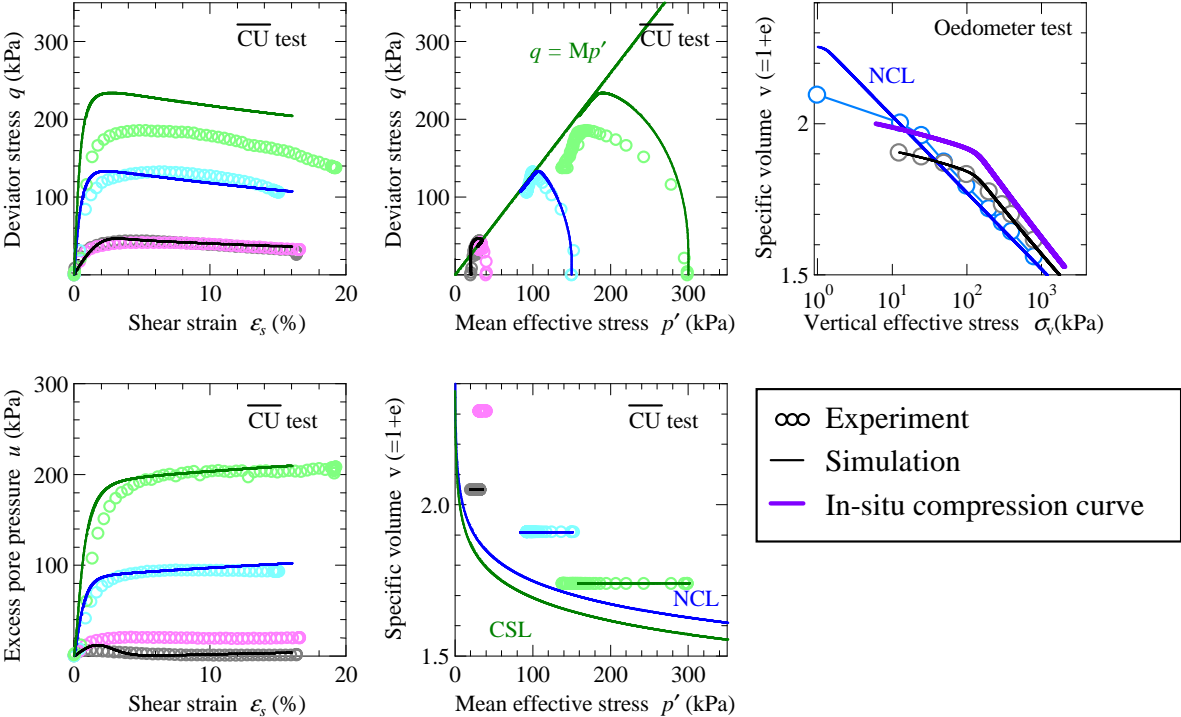 300
200
100
0
0
10
20
Deviator stress q (kPa)
Shear strain εs (%)
CU test
300
200
100
0
0
100
200
300
400
Deviator stress q (kPa)
Mean effective stress p′ (kPa)
q = Mp′
CU test
2
1.5
10^0
10^1
10^2
10^3
Specific volume v (=1+e)
Vertical effective stress σv(kPa)
Oedometer test
NCL
300
200
100
0
0
10
20
Excess pore pressure u (kPa)
Shear strain εs (%)
CU test
2.0
1.5
0
100
200
300
400
Specific volume v (=1+e)
Mean effective stress p′ (kPa)
CU test
NCL
CSL
Experiment
Simulation
In-situ compression curve